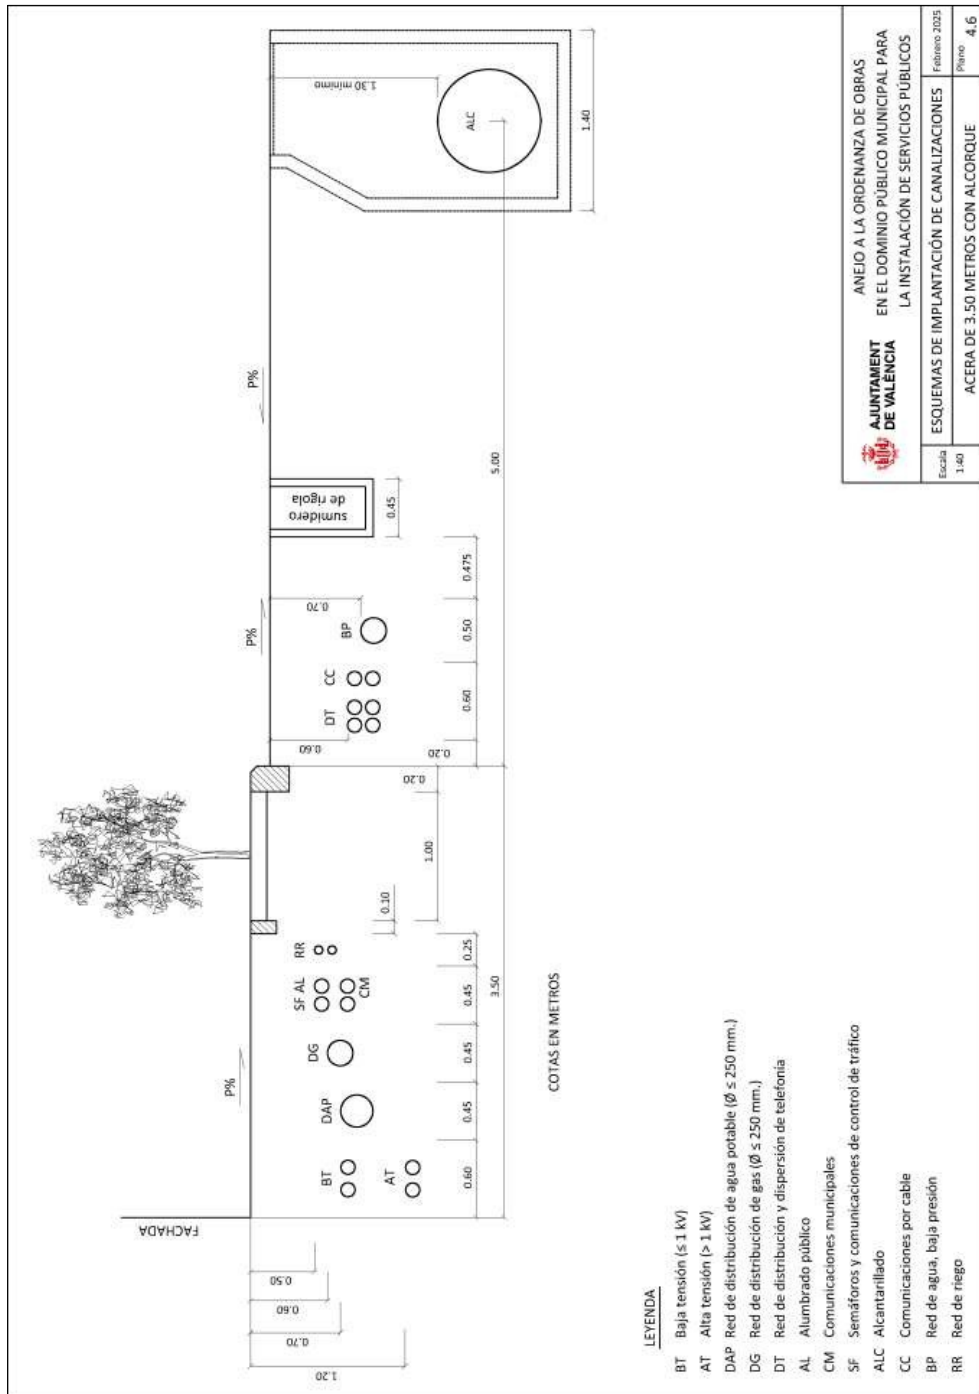 FACHADA
P%
P%
P%
0.50
0.60
0.70
1.20
BT
AT
DAP
DG
SF AL
CM
RR
0.60
0.45
0.45
0.45
0.25
0.10
1.00
0.20
3.50
0.20
0.60
DT
CC
BP
0.70
0.60
0.50
0.475
sumidero
de rigola
0.45
5.00
1.30 mínimo
ALC
1.40
COTAS EN METROS
LEYENDA
BT Baja tensión (≤ 1 kV)
AT Alta tensión (> 1 kV)
DAP Red de distribución de agua potable (Ø ≤ 250 mm.)
DG Red de distribución de gas (Ø ≤ 250 mm.)
DT Red de distribución y dispersión de telefonía
AL Alumbrado público
CM Comunicaciones municipales
SF Semáforos y comunicaciones de control de tráfico
ALC Alcantarillado
CC Comunicaciones por cable
BP Red de agua, baja presión
RR Red de riego
AJUNTAMENT
DE VALÈNCIA
ANEJO A LA ORDENANZA DE OBRAS
EN EL DOMINIO PÚBLICO MUNICIPAL PARA
LA INSTALACIÓN DE SERVICIOS PÚBLICOS
Escala
1:40
ESQUEMAS DE IMPLANTACIÓN DE CANALIZACIONES
Febrero 2025
ACERA DE 3.50 METROS CON ALCORQUE
Plano 4.6